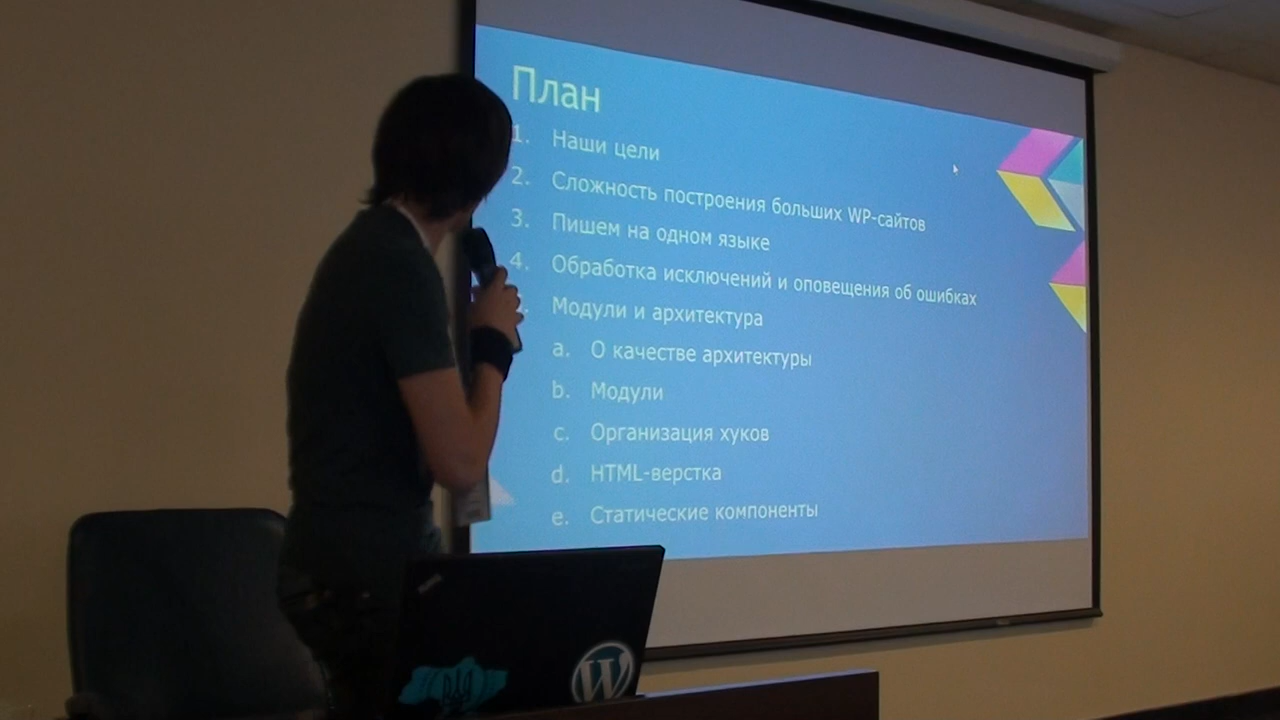 План
1. Наши цели
2. Сложность построения больших WP-сайтов
3. Пишем на одном языке
4. Обработка исключений и оповещения об ошибках
Модули и архитектура
a. О качестве архитектуры
b. Модули
c. Организация хуков
d. HTML-верстка
e. Статические компоненты
W